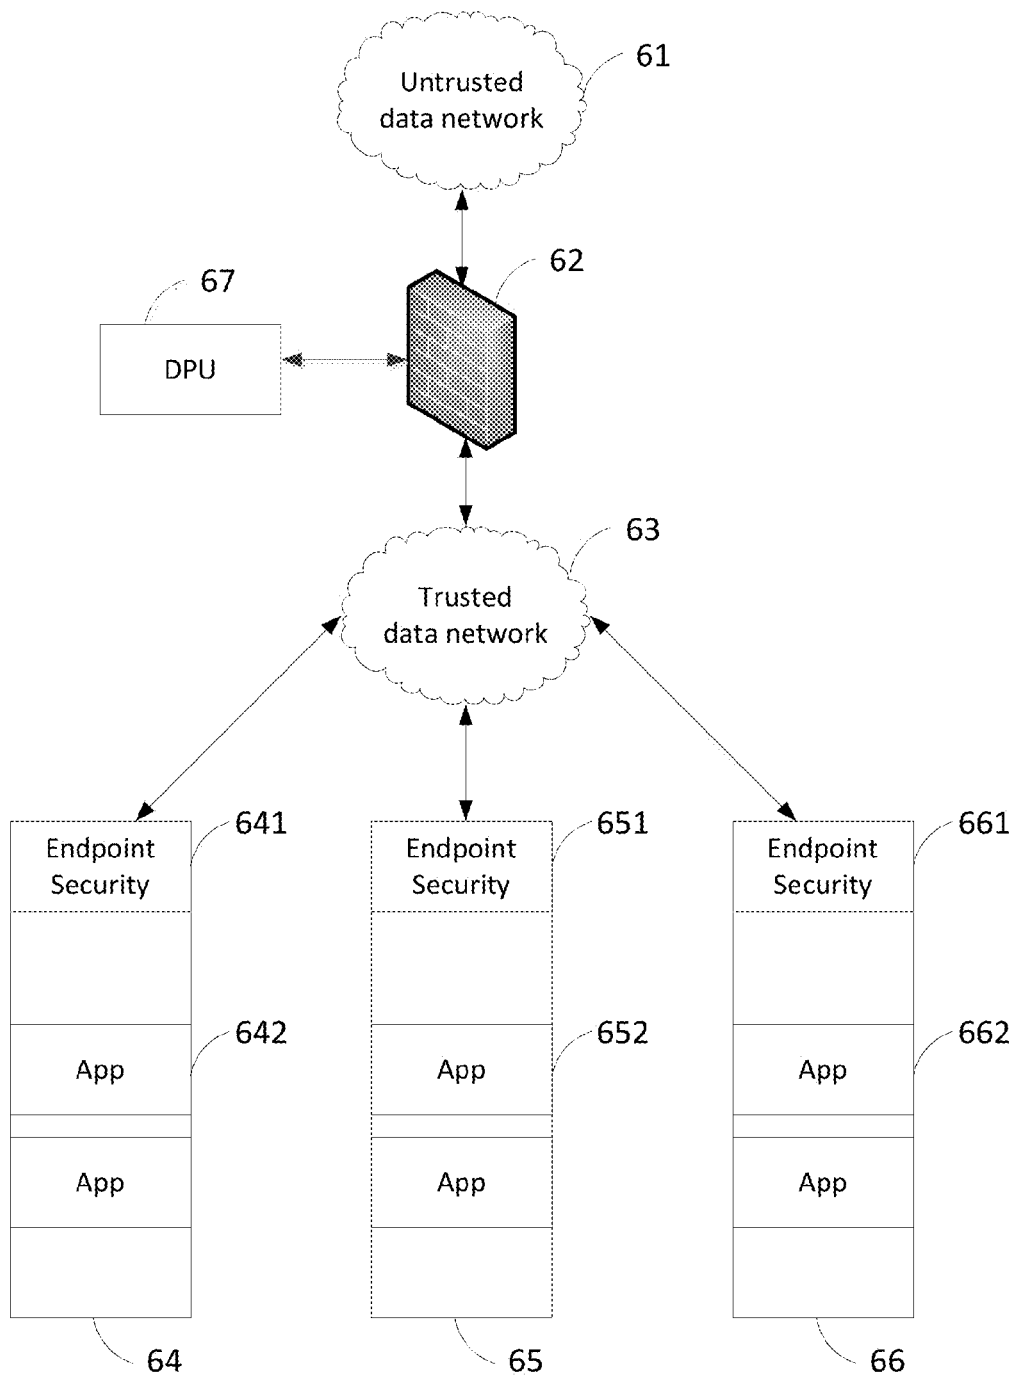 61
Untrusted
data network
62
67
DPU
63
Trusted
data network
641
651
661
Endpoint
Security
Endpoint
Security
Endpoint
Security
642
652
662
App
App
App
App
App
App
64
65
66